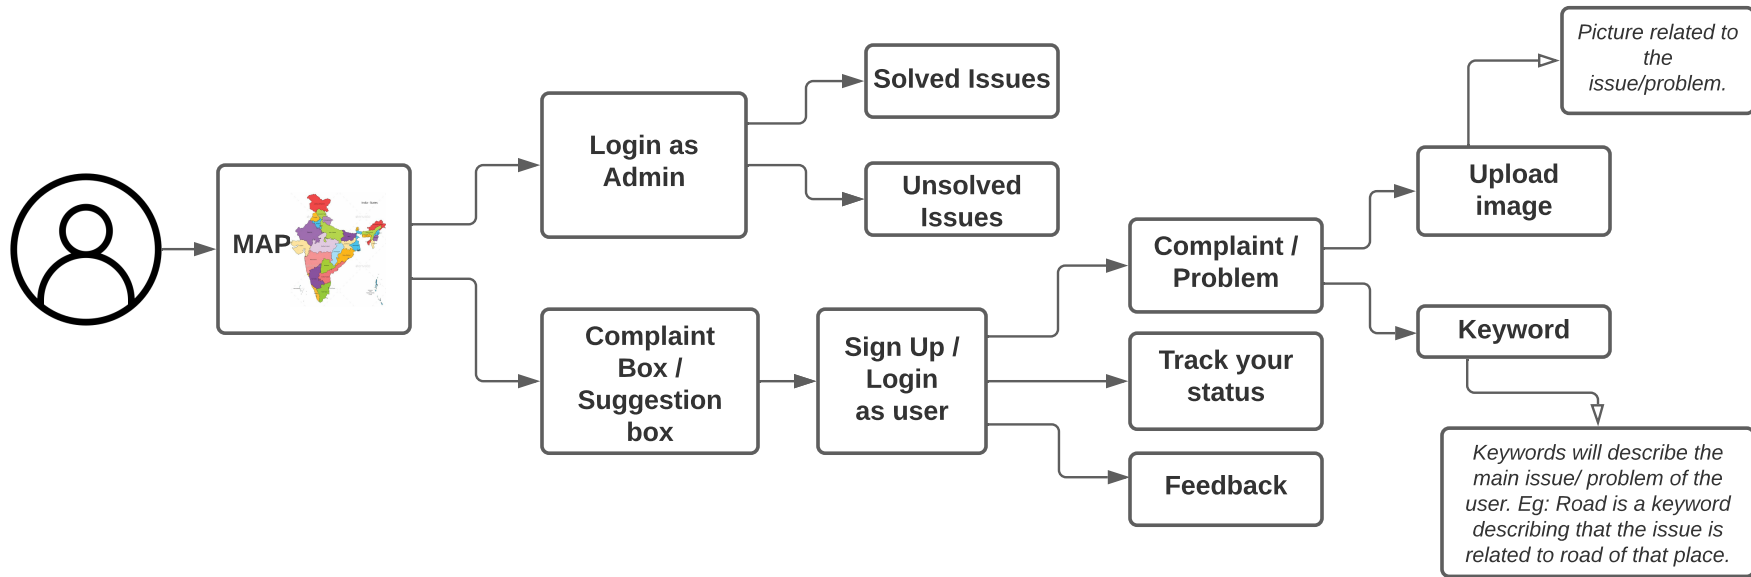 MAP
Login as
Admin
Solved Issues
Unsolved
Issues
Complaint
Box /
Suggestion
box
Sign Up /
Login
as user
Complaint /
Problem
Track your
status
Feedback
Upload
image
Picture related to
the
issue/problem.
Keyword
Keywords will describe the
main issue/ problem of the
user. Eg: Road is a keyword
describing that the issue is
related to road of that place.